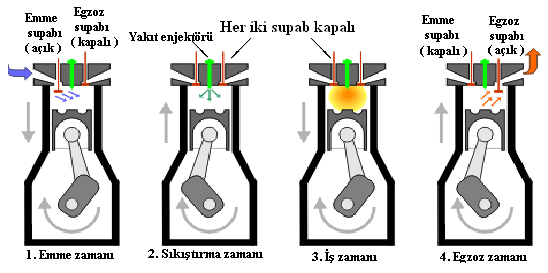 Emme
supabı
( açık )
Egzoz
supabı
( kapalı )
Yakıt enjektörü
Her iki supab kapalı
Emme
supabı
( kapalı )
Egzoz
supabı
( açık )
1. Emme zamanı
2. Sıkıştırma zamanı
3. İş zamanı
4. Egzoz zamanı